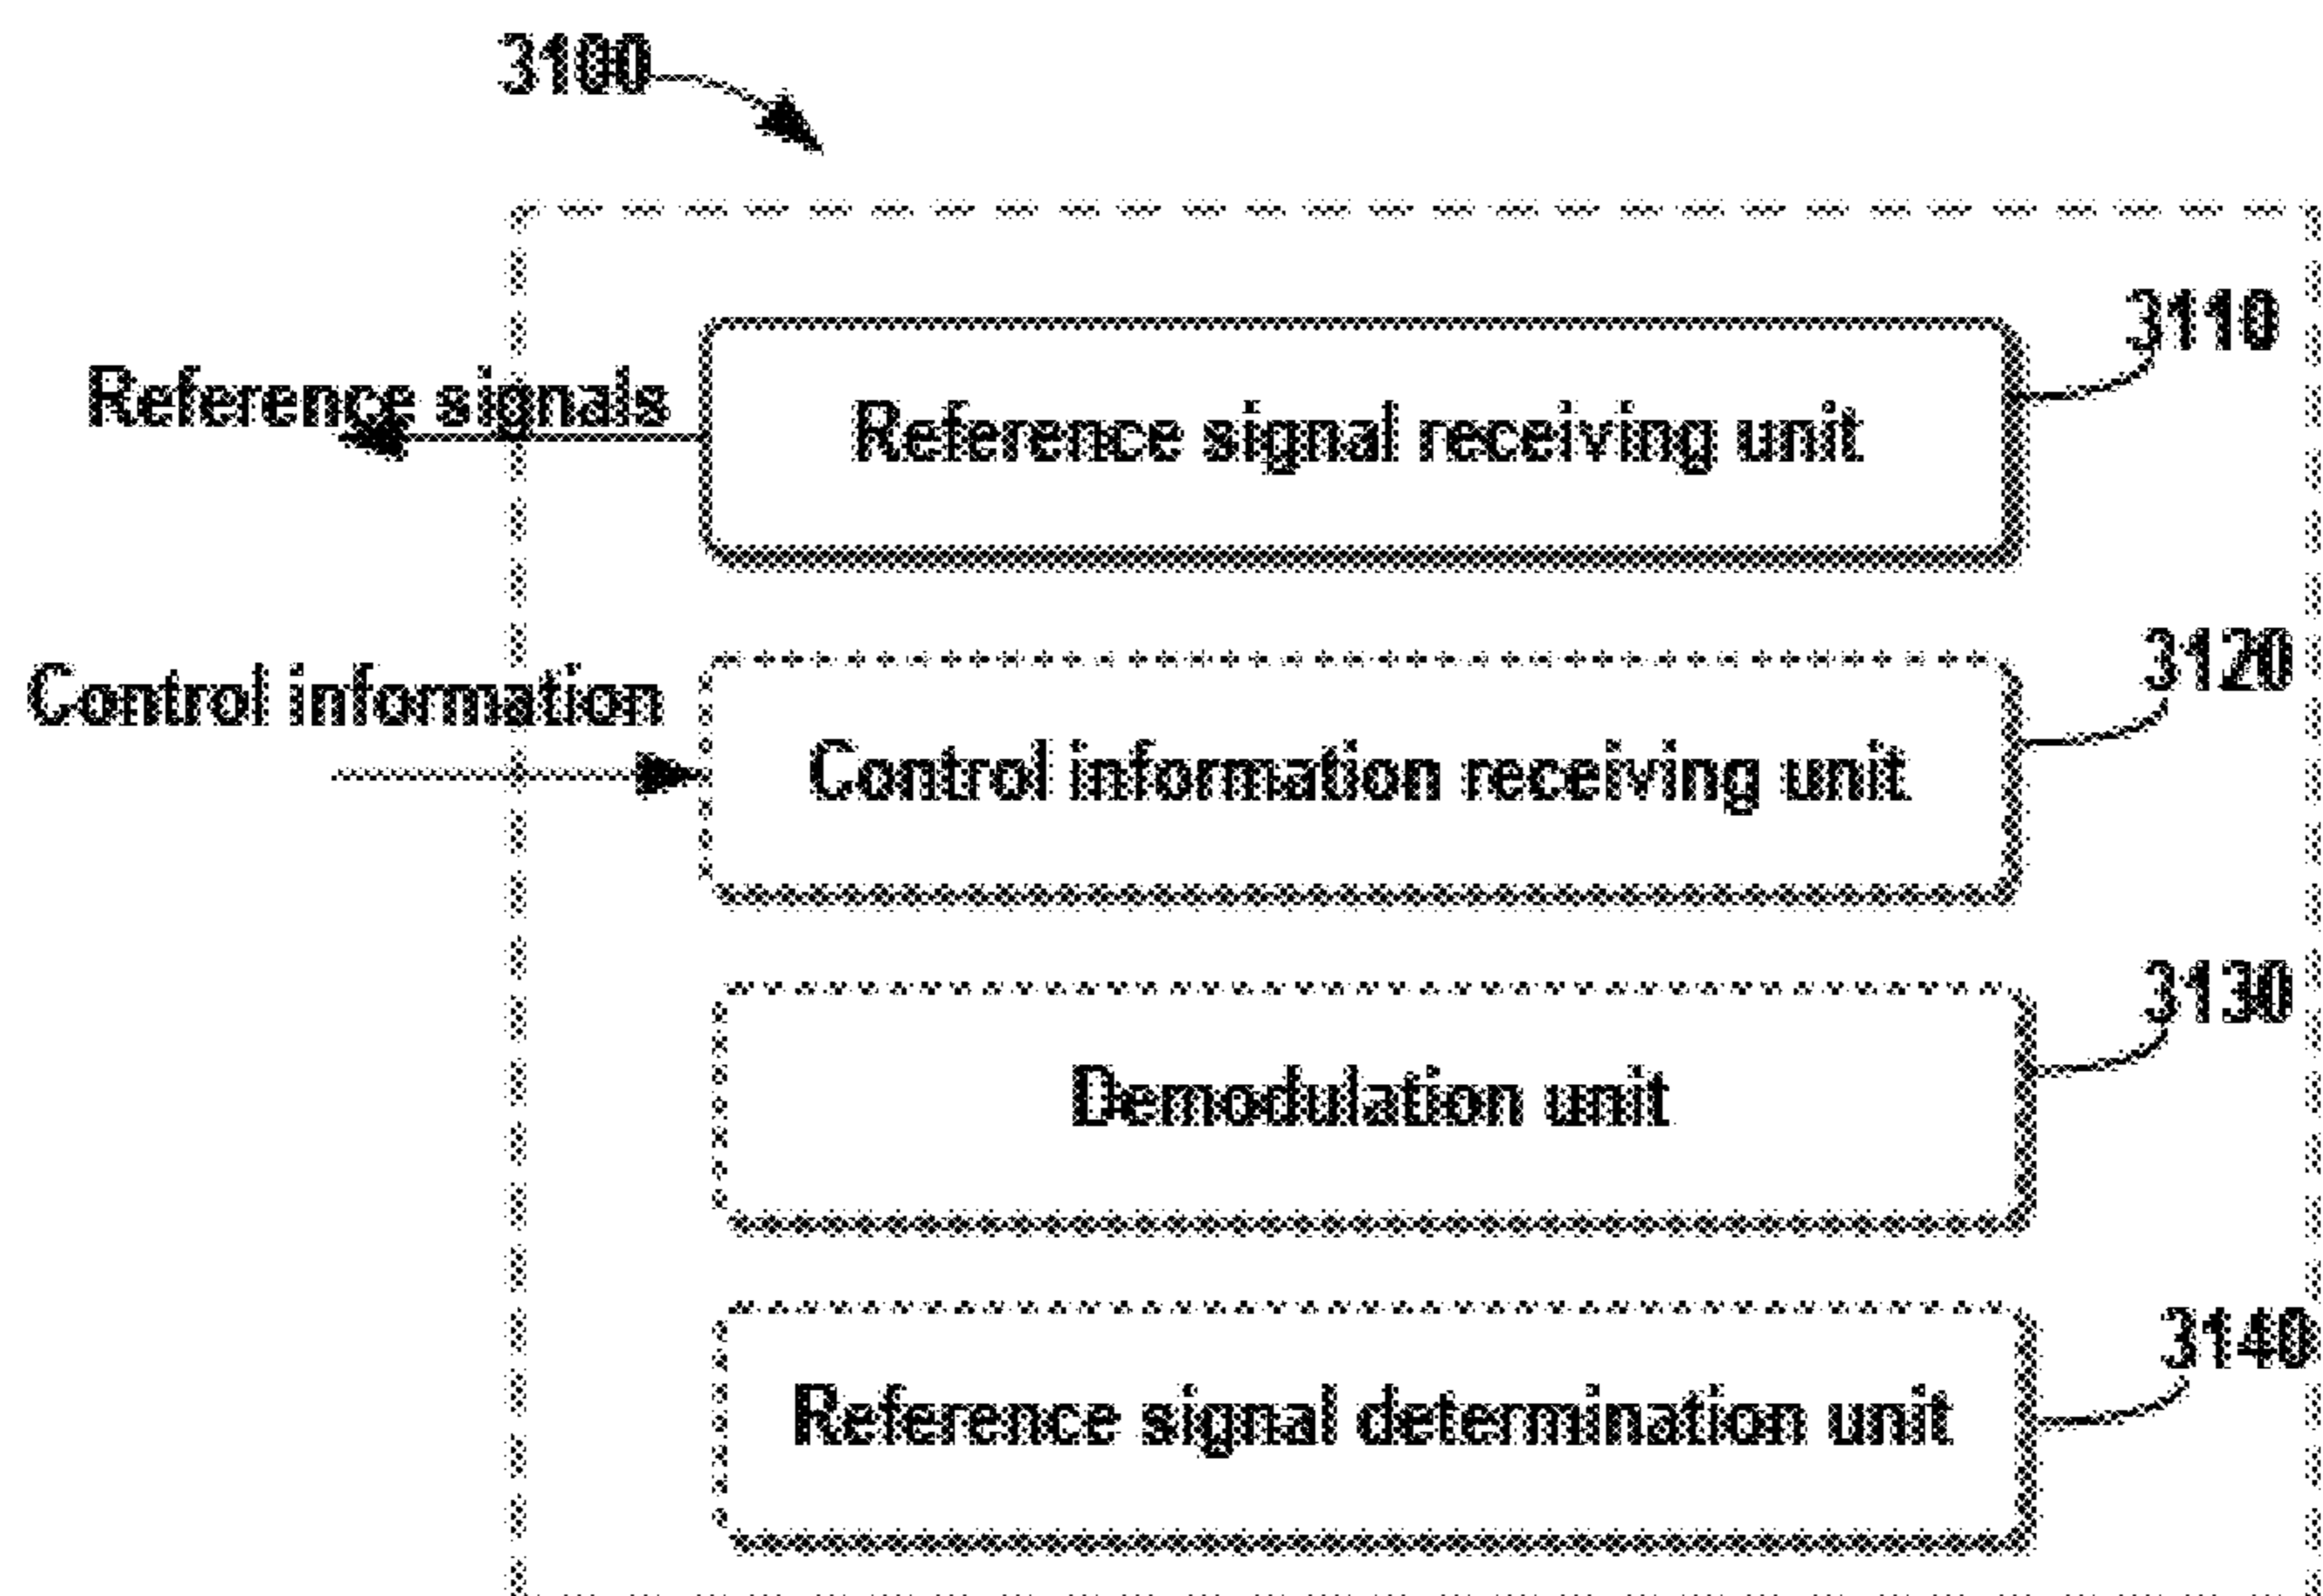 3100
3110
Reference signals
Reference signal receiving unit
3120
Control information
Control information receiving unit
3130
Demodulation unit
3140
Reference signal determination unit